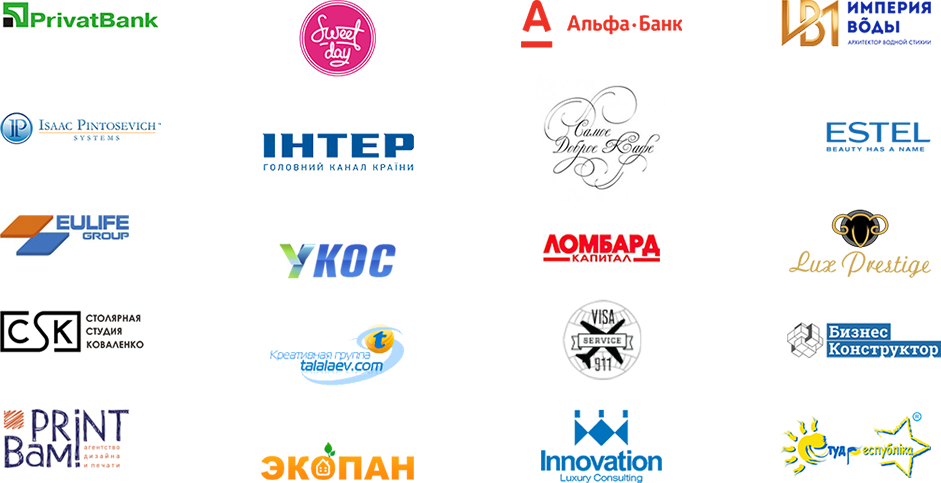 PrivatBank
Sweet
day
Альфа·Банк
ИМПЕРИЯ
ВОДЫ
АРХИТЕКТОР ВОДНОЙ СТИХИИ
IP
ISAAC PINTOSEVICH™
SYSTEMS
ІНТЕР
ГОЛОВНИЙ КАНАЛ КРАЇНИ
Самое
Доброе Кафе
ESTEL
BEAUTY HAS A NAME
EULIFE
GROUP
УКОС
ЛОМБАРД
КАПИТАЛ
Lux Prestige
CSK
СТОЛЯРНАЯ
СТУДИЯ
КОВАЛЕНКО
t
Креативная группа
talalaev.com
VISA
SERVICE
911
Бизнес
Конструктор
PRiNT
BAM!
агентство
дизайна
и печати
ЭКОПАН
Innovation
Luxury Consulting
Студреспубліка®